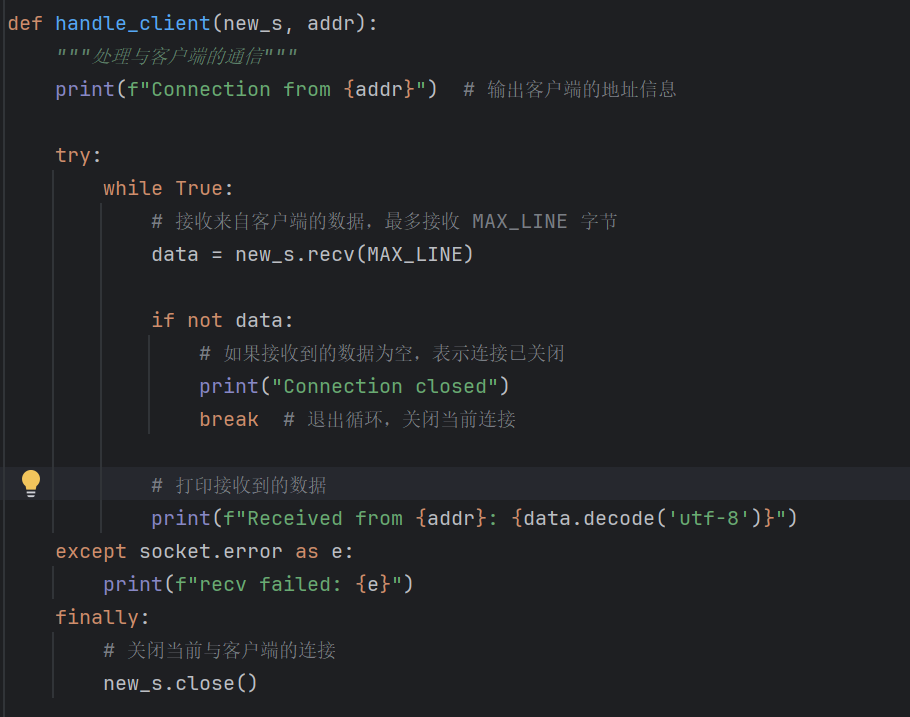 def handle_client(new_s, addr):
    """处理与客户端的通信"""
    print(f"Connection from {addr}")  # 输出客户端的地址信息
    try:
        while True:
            # 接收来自客户端的数据，最多接收 MAX_LINE 字节
            data = new_s.recv(MAX_LINE)
            if not data:
                # 如果接收到的数据为空，表示连接已关闭
                print("Connection closed")
                break  # 退出循环，关闭当前连接
            # 打印接收到的数据
            print(f"Received from {addr}: {data.decode('utf-8')}")
    except socket.error as e:
        print(f"recv failed: {e}")
    finally:
        # 关闭当前与客户端的连接
        new_s.close()